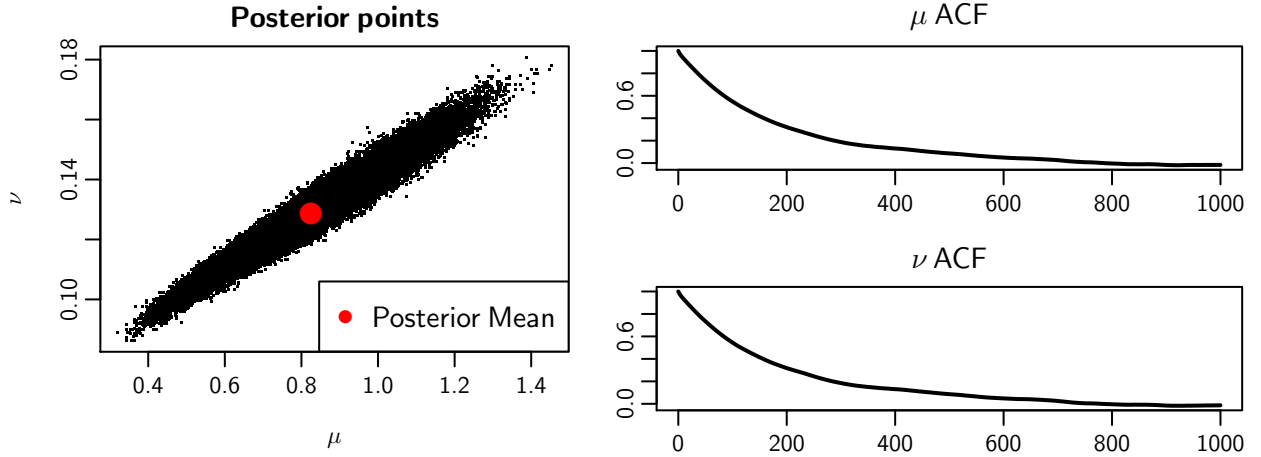 Posterior points
ν
0.18
0.14
0.10
Posterior Mean
0.4 0.6 0.8 1.0 1.2 1.4
μ
μ ACF
0.6
0.0
0 200 400 600 800 1000
ν ACF
0.6
0.0
0 200 400 600 800 1000